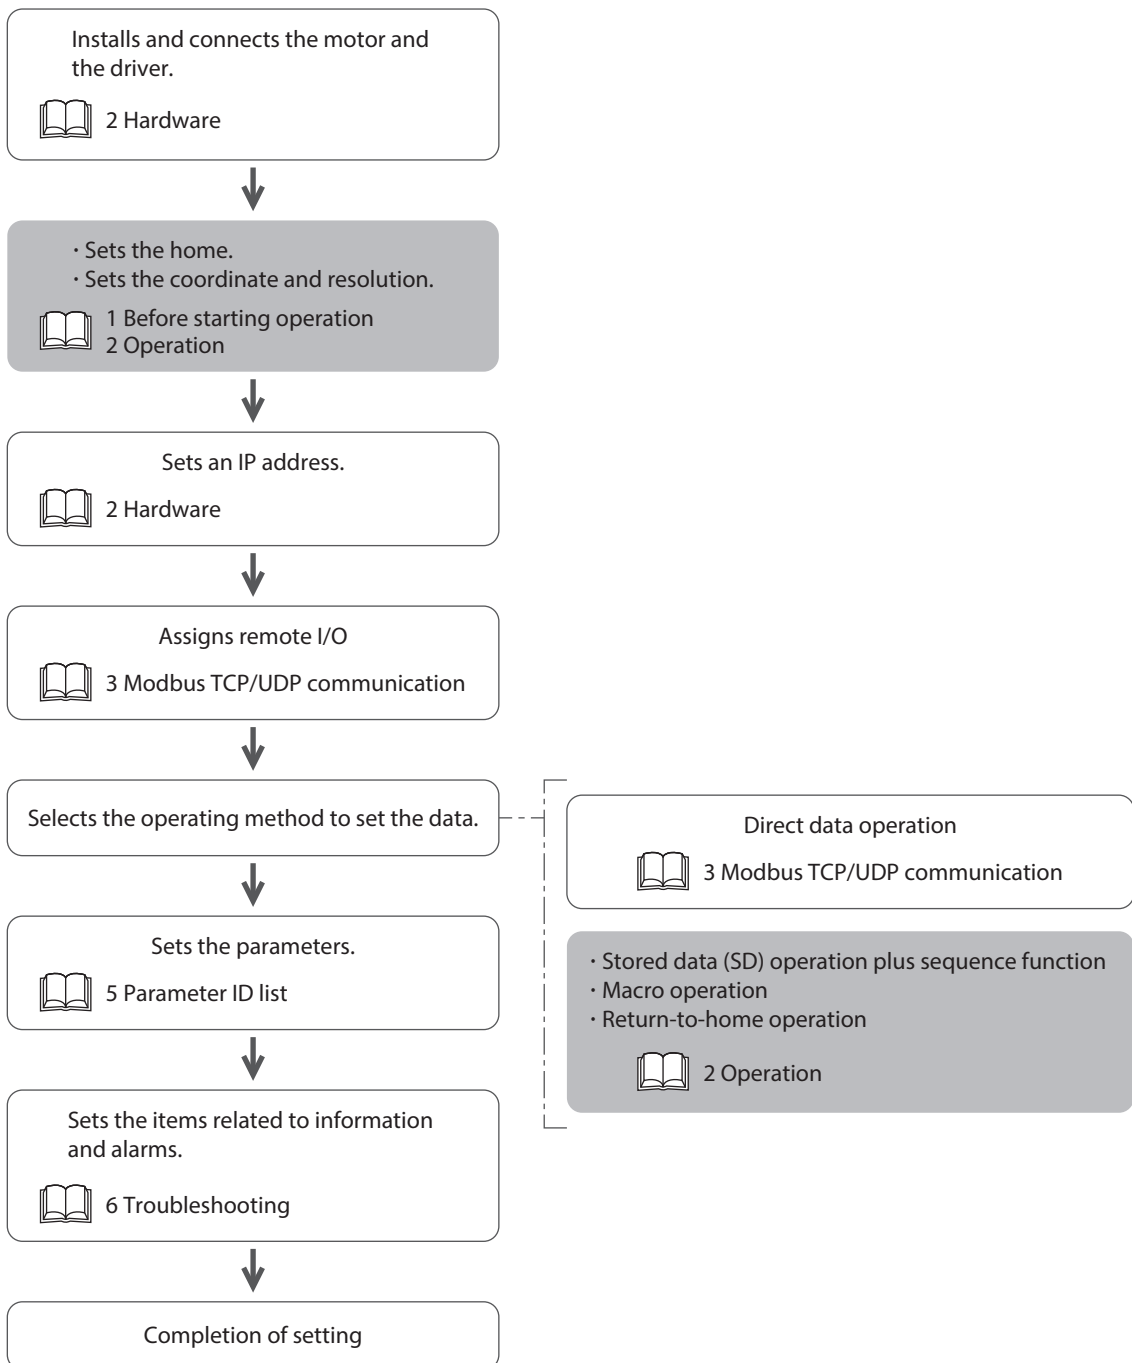 Installs and connects the motor and
the driver.
2 Hardware
· Sets the home.
· Sets the coordinate and resolution.
1 Before starting operation
2 Operation
Sets an IP address.
2 Hardware
Assigns remote I/O
3 Modbus TCP/UDP communication
Selects the operating method to set the data.
Direct data operation
3 Modbus TCP/UDP communication
· Stored data (SD) operation plus sequence function
· Macro operation
· Return-to-home operation
2 Operation
Sets the parameters.
5 Parameter ID list
Sets the items related to information
and alarms.
6 Troubleshooting
Completion of setting